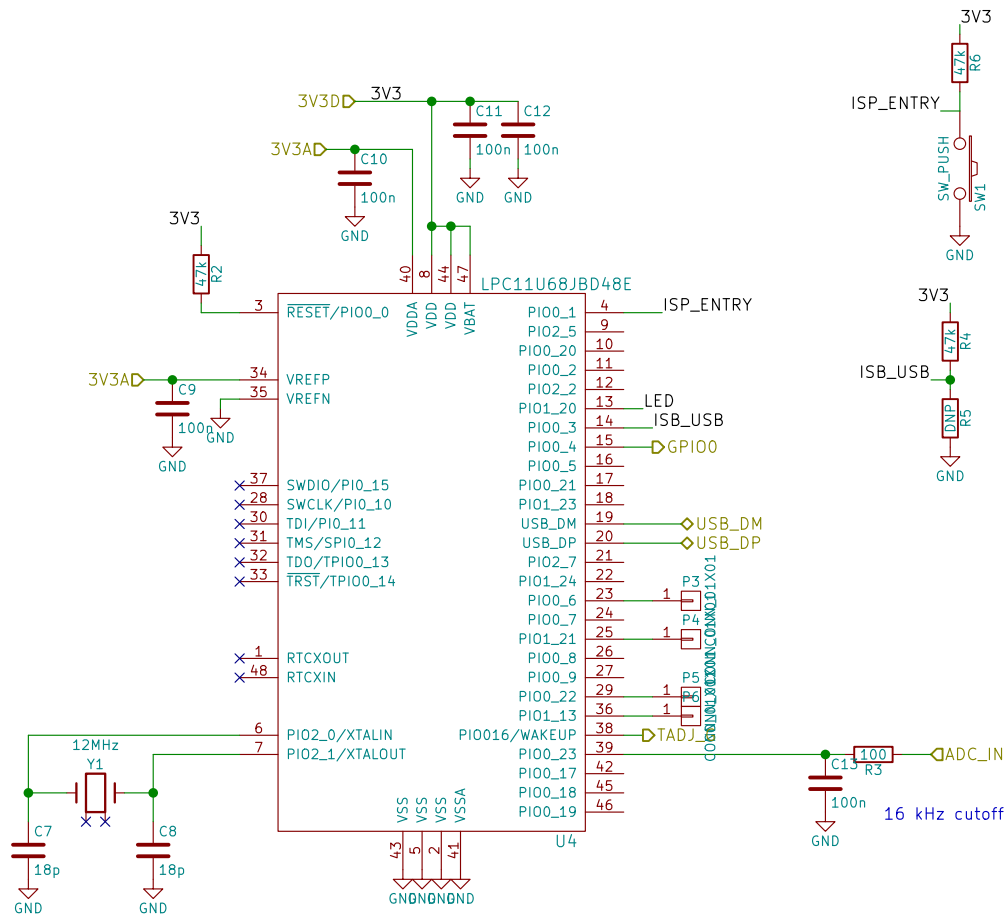 3V3
47k
R6
ISP_ENTRY
SW_PUSH
SW1
GND
3V3D
3V3
C11
100n
GND
C12
100n
GND
3V3A
C10
100n
GND
3V3
47k
R2
40
8
44
47
LPC11U68JBD48E
VDDA
VDD
VDD
VBAT
3
RESET/PIO0_0
3V3A
C9
100n
GND
GND
34
VREFP
35
VREFN
37
SWDIO/PI0_15
28
SWCLK/PI0_10
30
TDI/PI0_11
31
TMS/SPI0_12
32
TDO/TPIO0_13
33
TRST/TPIO0_14
1
RTCXOUT
48
RTCXIN
6
PIO2_0/XTALIN
7
PIO2_1/XTALOUT
12MHz
Y1
C7
18p
GND
C8
18p
GND
PIO0_1
4
ISP_ENTRY
PIO2_5
9
PIO0_20
10
PIO0_2
11
PIO2_2
12
PIO1_20
13
LED
PIO0_3
14
ISB_USB
PIO0_4
15
GPIO0
PIO0_5
16
PIO0_21
17
PIO1_23
18
USB_DM
19
USB_DM
USB_DP
20
USB_DP
PIO2_7
21
PIO1_24
22
PIO0_6
23
1
P3
PIO0_7
24
PIO1_21
25
1
P4
PIO0_8
26
PIO0_9
27
PIO0_22
29
1
P5
PIO1_13
36
1
P6
PIO016/WAKEUP
38
PIO0_23
39
PIO0_17
42
PIO0_18
45
PIO0_19
46
VSS
VSS
VSS
VSSA
43
5
2
41
U4
GND
GND
GND
GND
3V3
47k
R4
ISB_USB
DNP
R5
GND
C13
100n
GND
100
R3
ADC_IN
16 kHz cutoff